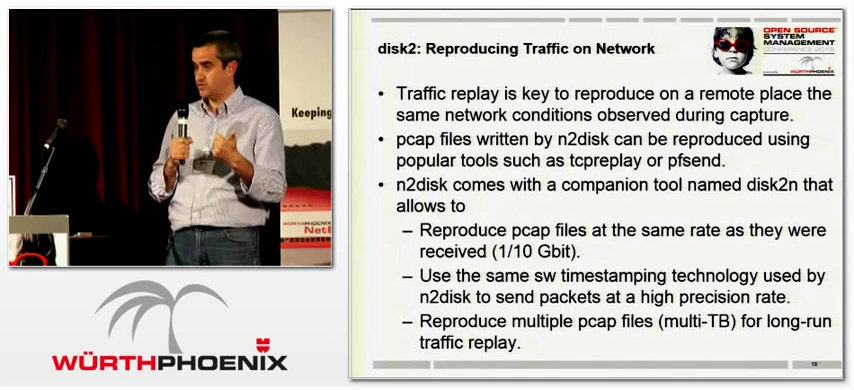 Keeping
WÜRTHPHOENIX
NetE
WÜRTHPHOENIX
disk2: Reproducing Traffic on Network
OPEN SOURCE
SYSTEM
MANAGEMENT
WÜRTHPHOENIX
• Traffic replay is key to reproduce on a remote place the
same network conditions observed during capture.
• pcap files written by n2disk can be reproduced using
popular tools such as tcpreplay or pfsend.
• n2disk comes with a companion tool named disk2n that
allows to
– Reproduce pcap files at the same rate as they were
received (1/10 Gbit).
– Use the same sw timestamping technology used by
n2disk to send packets at a high precision rate.
– Reproduce multiple pcap files (multi-TB) for long-run
traffic replay.